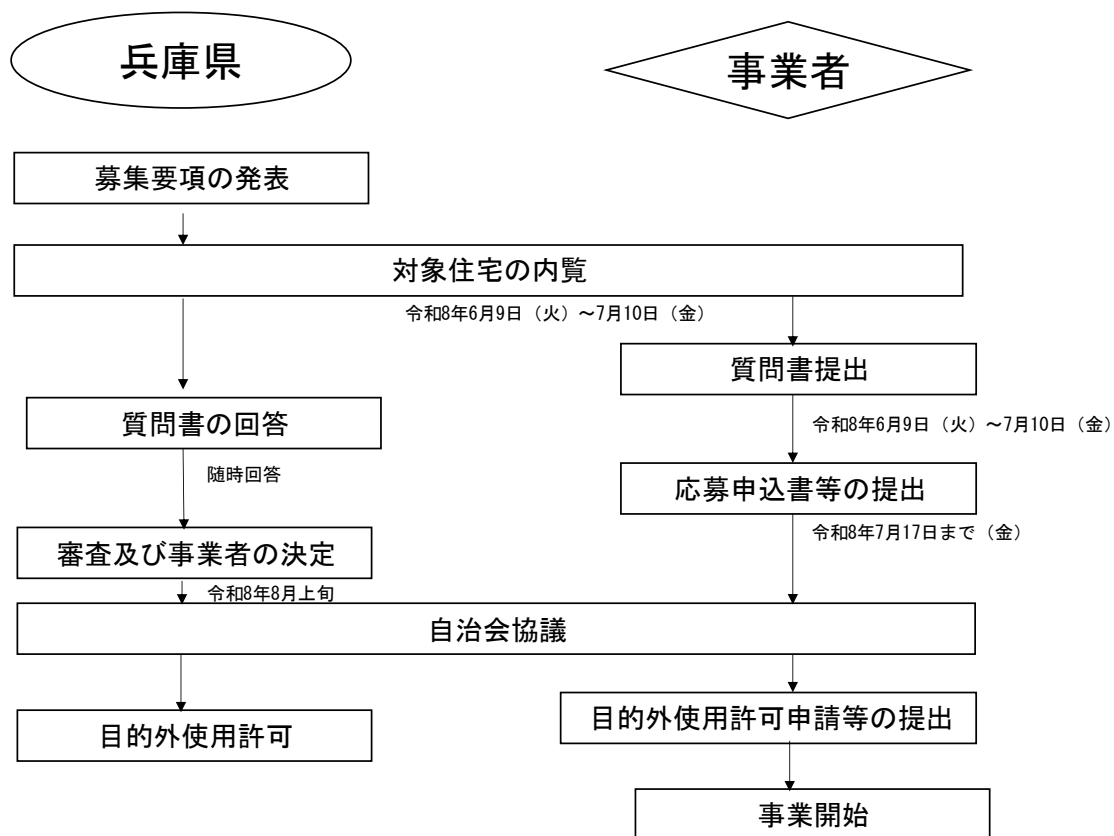 兵庫県
事業者
募集要項の発表
対象住宅の内覧
令和8年6月9日（火）～7月10日（金）
質問書提出
質問書の回答
令和8年6月9日（火）～7月10日（金）
随時回答
応募申込書等の提出
令和8年7月17日まで（金）
審査及び事業者の決定
令和8年8月上旬
自治会協議
目的外使用許可
目的外使用許可申請等の提出
事業開始